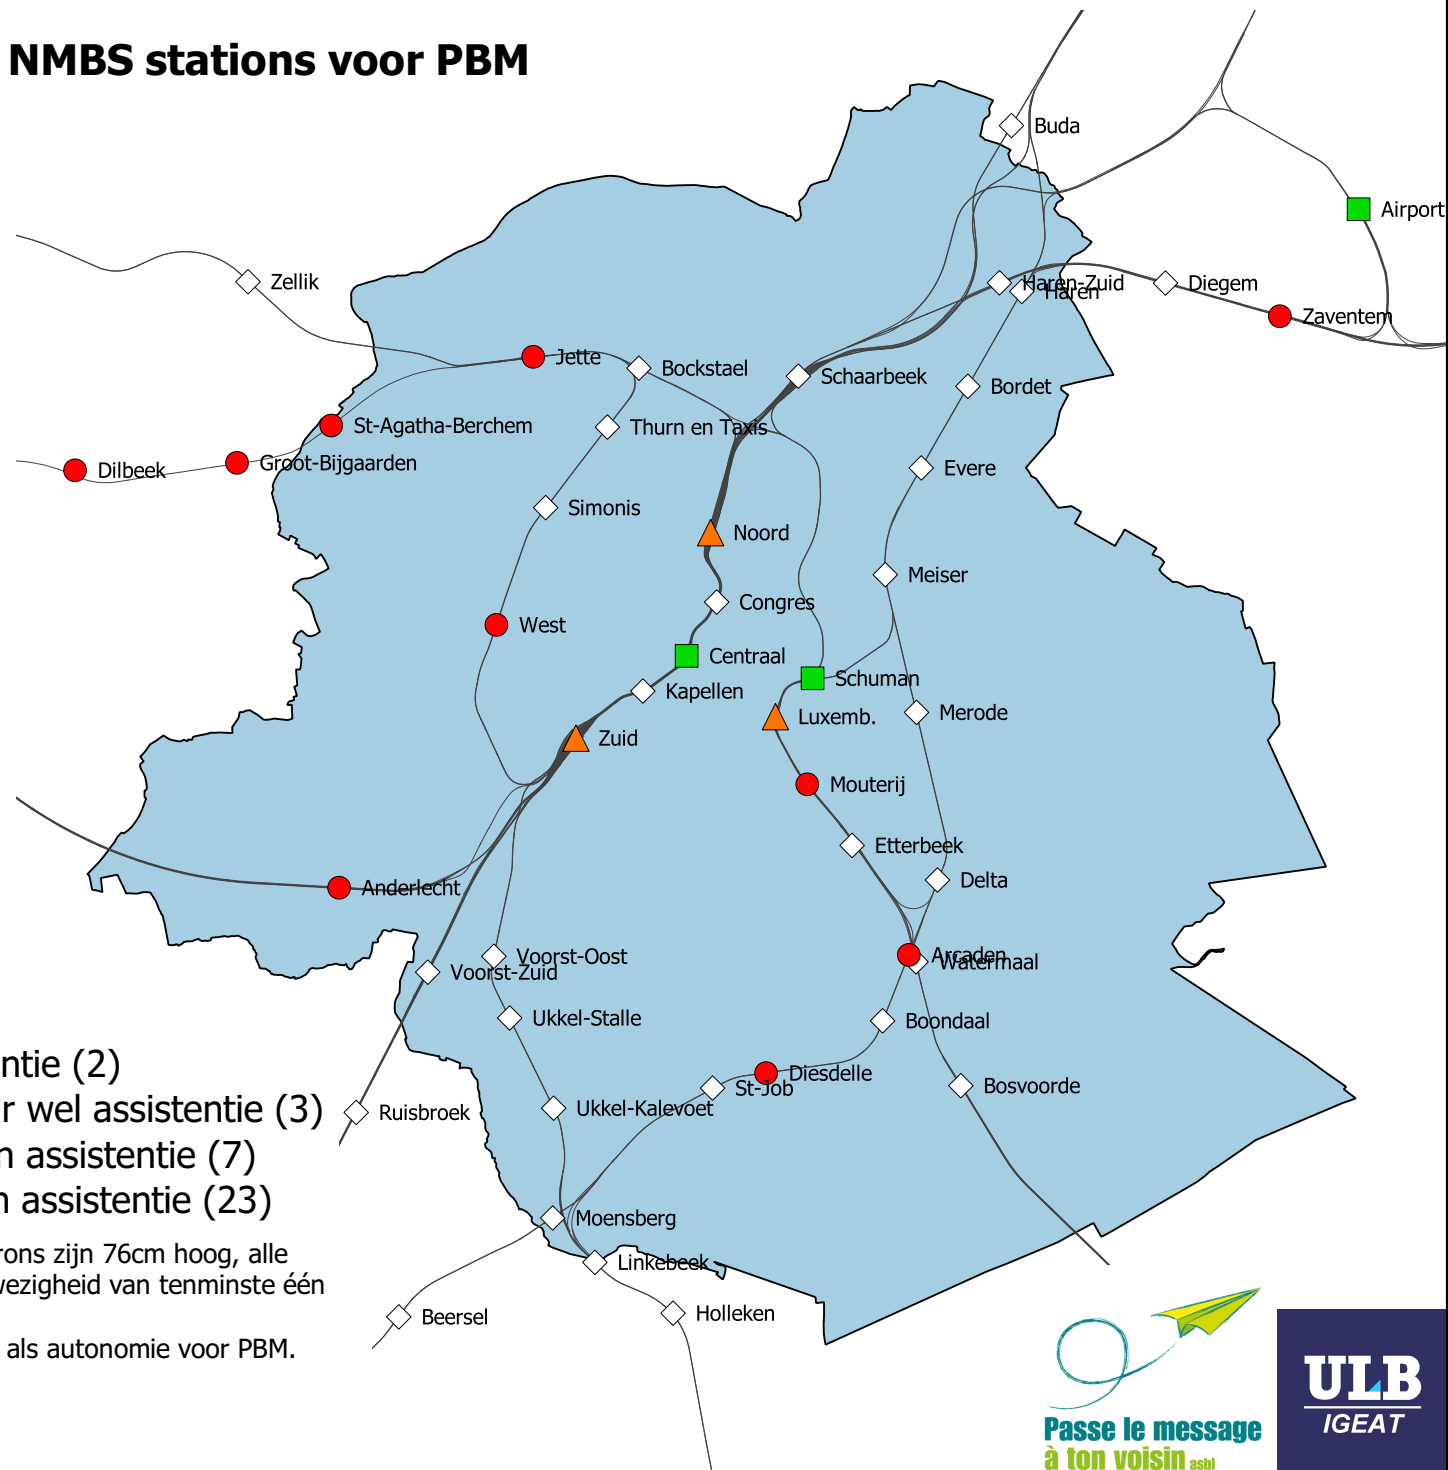 NMBS stations voor PBM
Buda
Airport
Zellik
Haren-Zuid
Haren
Diegem
Zaventem
Jette
Bockstael
Schaarbeek
Bordet
St-Agatha-Berchem
Thurn en Taxis
Dilbeek
Groot-Bijgaarden
Evere
Simonis
Noord
Meiser
Congres
West
Centraal
Schuman
Kapellen
Luxemb.
Merode
Zuid
Mouterij
Etterbeek
Delta
Anderlecht
Voorst-Oost
Arcaden
Watermaal
Voorst-Zuid
Ukkel-Stalle
Boondaal
Diesdelle
St-Job
Bosvoorde
Ukkel-Kalevoet
Ruisbroek
Moensberg
Linkebeek
Beersel
Holleken
ntie (2)
r wel assistentie (3)
n assistentie (7)
n assistentie (23)
rons zijn 76cm hoog, alle
wezigheid van tenminste één
als autonomie voor PBM.
Passe le message
à ton voisin asbl
ULB
IGEAT